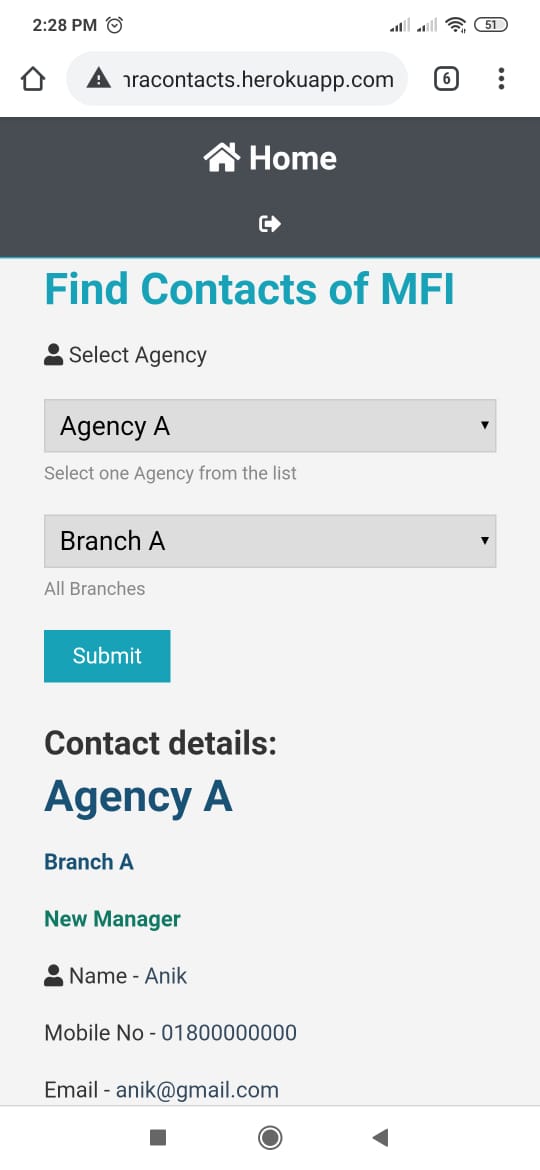 2:28 PM
51
nracontacts.herokuapp.com
6
Home
Find Contacts of MFI
Select Agency
Agency A
Select one Agency from the list
Branch A
All Branches
Submit
Contact details:
Agency A
Branch A
New Manager
Name - Anik
Mobile No - 01800000000
Email - anik@gmail.com